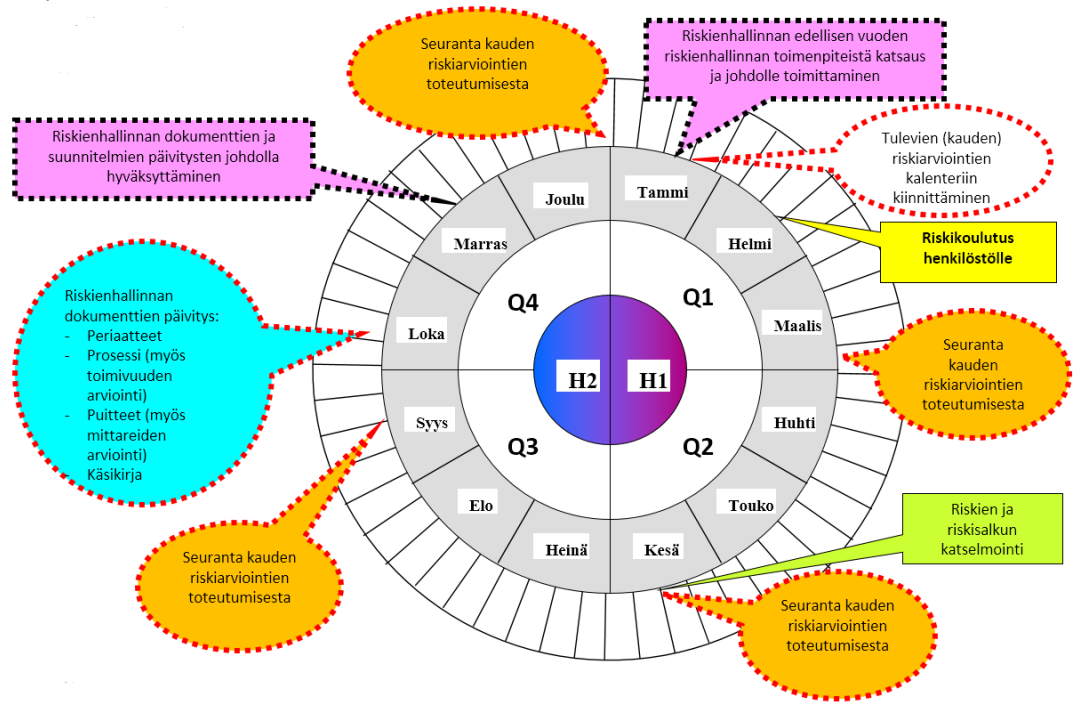 Seuranta kauden
riskiarviointien
toteutumisesta
Riskienhallinnan edellisen vuoden
riskienhallinnan toimenpiteistä katsaus
ja johdolle toimittaminen
Riskienhallinnan dokumenttien ja
suunnitelmien päivitysten johdolla
hyväksyttäminen
Tulevien (kauden)
riskiarviointien
kalenteriin
kiinnittäminen
Riskikoulutus
henkilöstölle
Joulu
Tammi
Marras
Helmi
Loka
Maalis
Syys
Huhti
Elo
Touko
Heinä
Kesä
Q4
Q1
H2
H1
Q3
Q2
Riskienhallinnan
dokumenttien päivitys:
- Periaatteet
- Prosessi (myös
toimivuuden
arviointi)
- Puitteet (myös
mittareiden
arviointi)
- Käsikirja
Seuranta
kauden
riskiarviointien
toteutumisesta
Seuranta kauden
riskiarviointien
toteutumisesta
Riskien ja
riskisalkun
katselmointi
Seuranta kauden
riskiarviointien
toteutumisesta